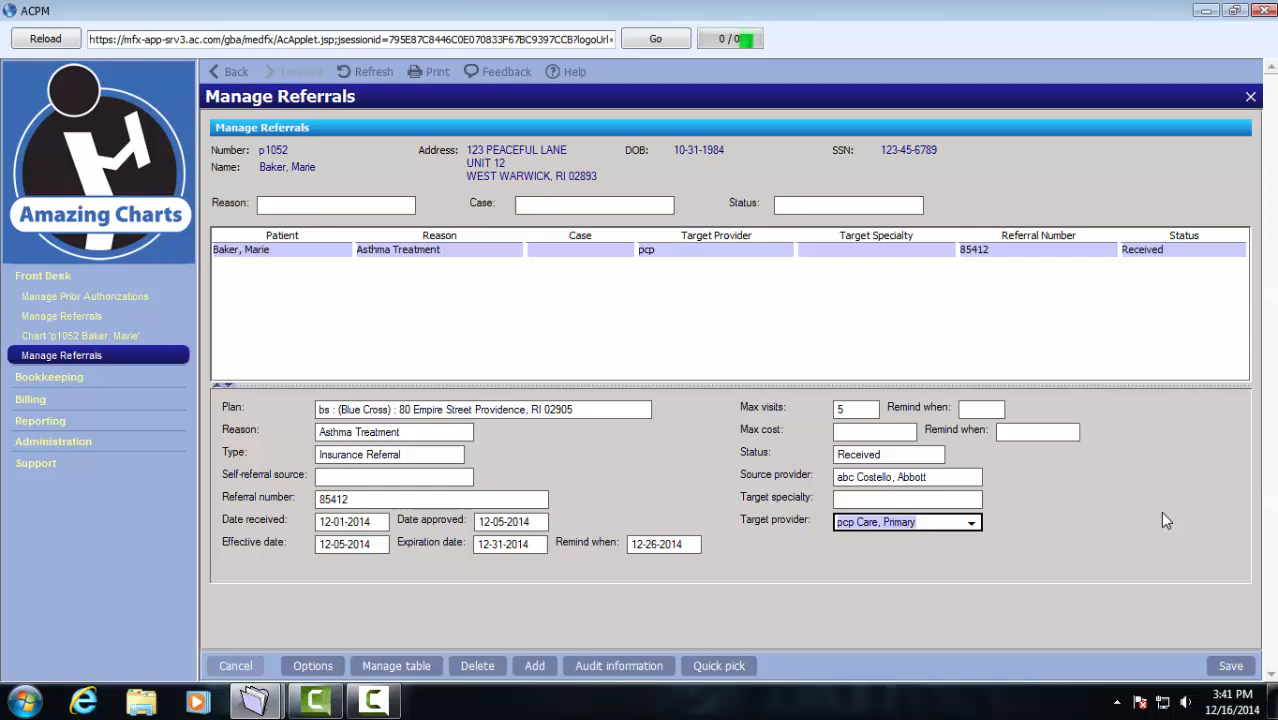 ACPM
Reload https://mfx-app-srv3.ac.com/gba/medfx/AcApplet.jsp;jsessionid=795E87C8446C0E070833F67BC9397CCB?logoUrl= Go 0 / 0
Back Forward Refresh Print Feedback Help
Manage Referrals
Manage Referrals
Number: p1052 Address: 123 PEACEFUL LANE DOB: 10-31-1984 SSN: 123-45-6789
Name: Baker, Marie UNIT 12
WEST WARWICK, RI 02893
Reason: Case: Status:
Patient Reason Case Target Provider Target Specialty Referral Number Status
Baker, Marie Asthma Treatment pcp 85412 Received
Amazing Charts
Front Desk
Manage Prior Authorizations
Manage Referrals
Chart 'p1052 Baker, Marie'
Manage Referrals
Bookkeeping
Billing
Reporting
Administration
Support
Plan: bs : (Blue Cross) : 80 Empire Street Providence, RI 02905 Max visits: 5 Remind when:
Reason: Asthma Treatment Max cost: Remind when:
Type: Insurance Referral Status: Received
Self-referral source: Source provider: abc Costello, Abbott
Referral number: 85412 Target specialty:
Date received: 12-01-2014 Date approved: 12-05-2014 Target provider: pcp Care, Primary
Effective date: 12-05-2014 Expiration date: 12-31-2014 Remind when: 12-26-2014
Cancel Options Manage table Delete Add Audit information Quick pick Save
3:41 PM
12/16/2014